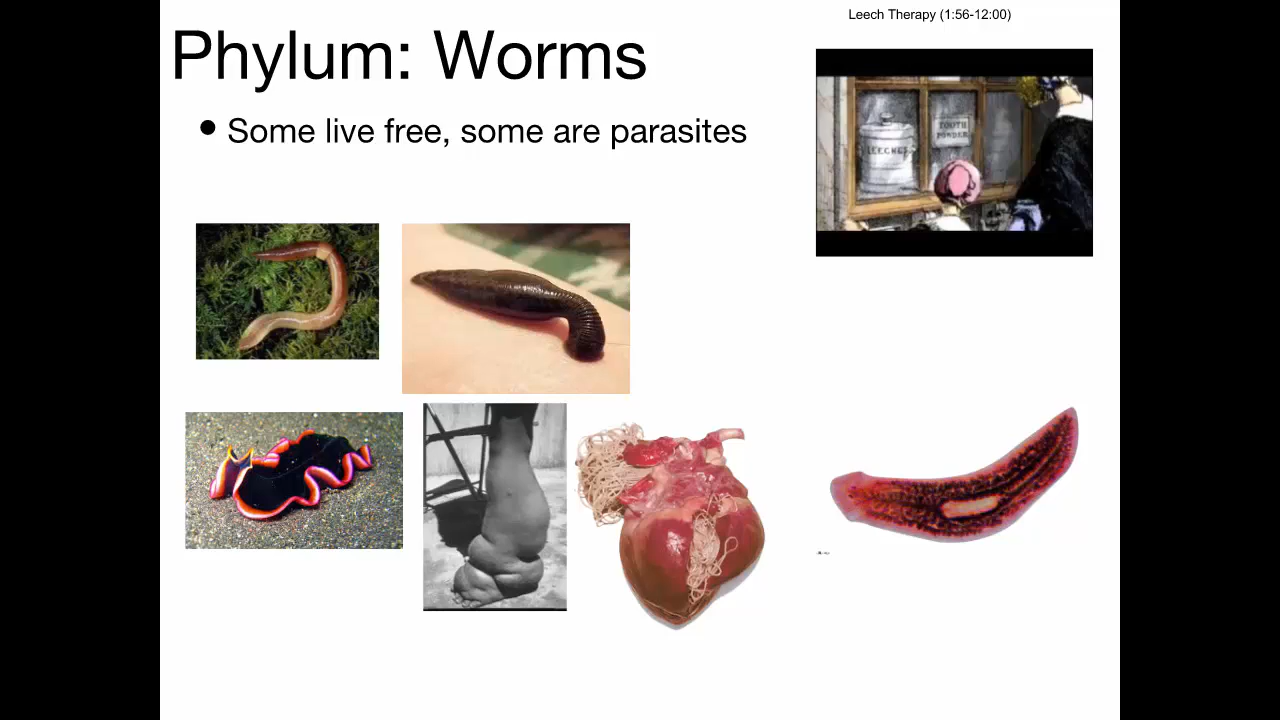 Leech Therapy (1:56-12:00)
Phylum: Worms
• Some live free, some are parasites
LEECHES
TOOTH
POWDER